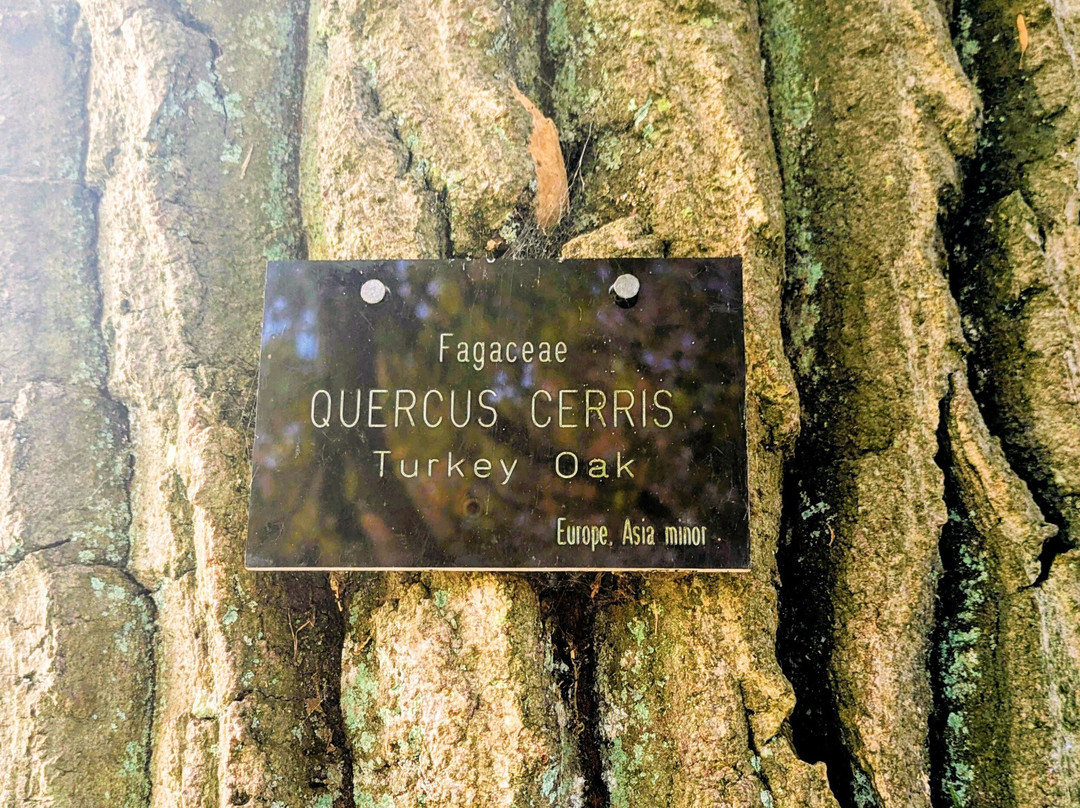 Fagaceae
QUERCUS CERRIS
Turkey Oak
Europe, Asia minor